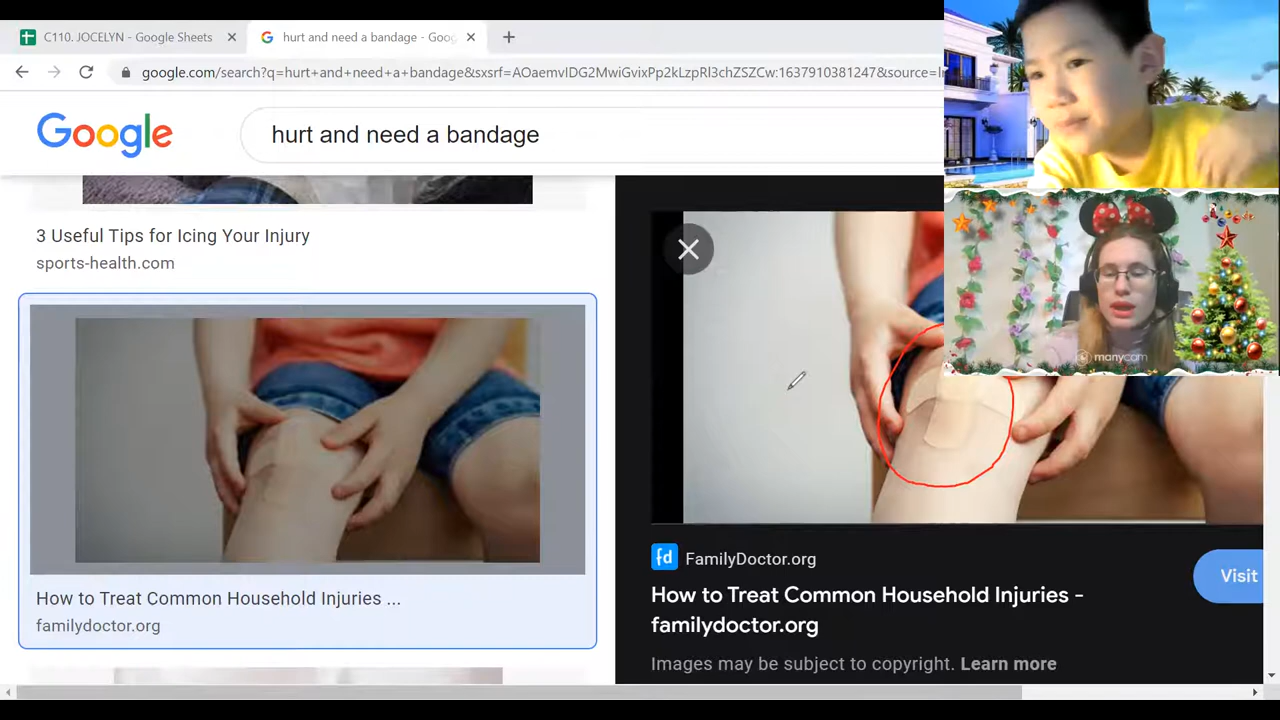 C110. JOCELYN - Google Sheets
hurt and need a bandage - Goog
google.com/search?q=hurt+and+need+a+bandage&sxsrf=AOaemvIDG2MwiGvixPp2kLzpRl3chZSZCw:1637910381247&source=
Google
hurt and need a bandage
3 Useful Tips for Icing Your Injury
sports-health.com
How to Treat Common Household Injuries ...
familydoctor.org
manycam
fd FamilyDoctor.org
Visit
How to Treat Common Household Injuries -
familydoctor.org
Images may be subject to copyright. Learn more